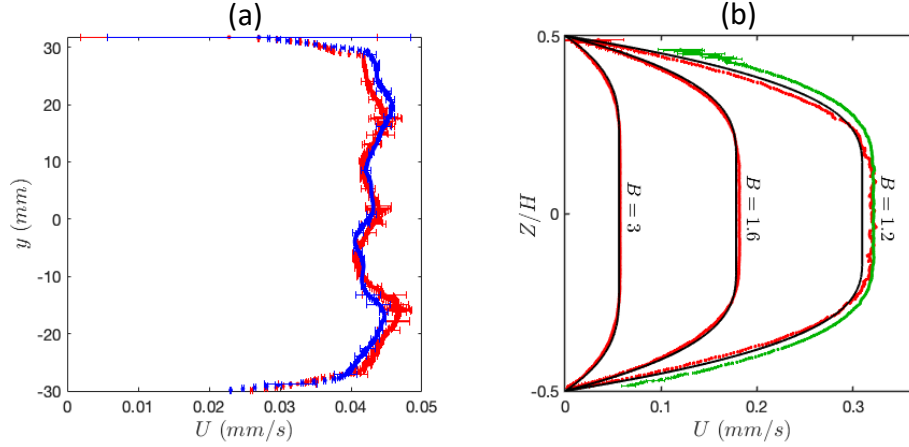 (a)
30
20
10
0
-10
-20
-30
y (mm)
0
0.01
0.02
0.03
0.04
0.05
U (mm/s)
(b)
0.5
0
-0.5
Z/H
B = 3
B = 1.6
B = 1.2
0
0.1
0.2
0.3
U (mm/s)